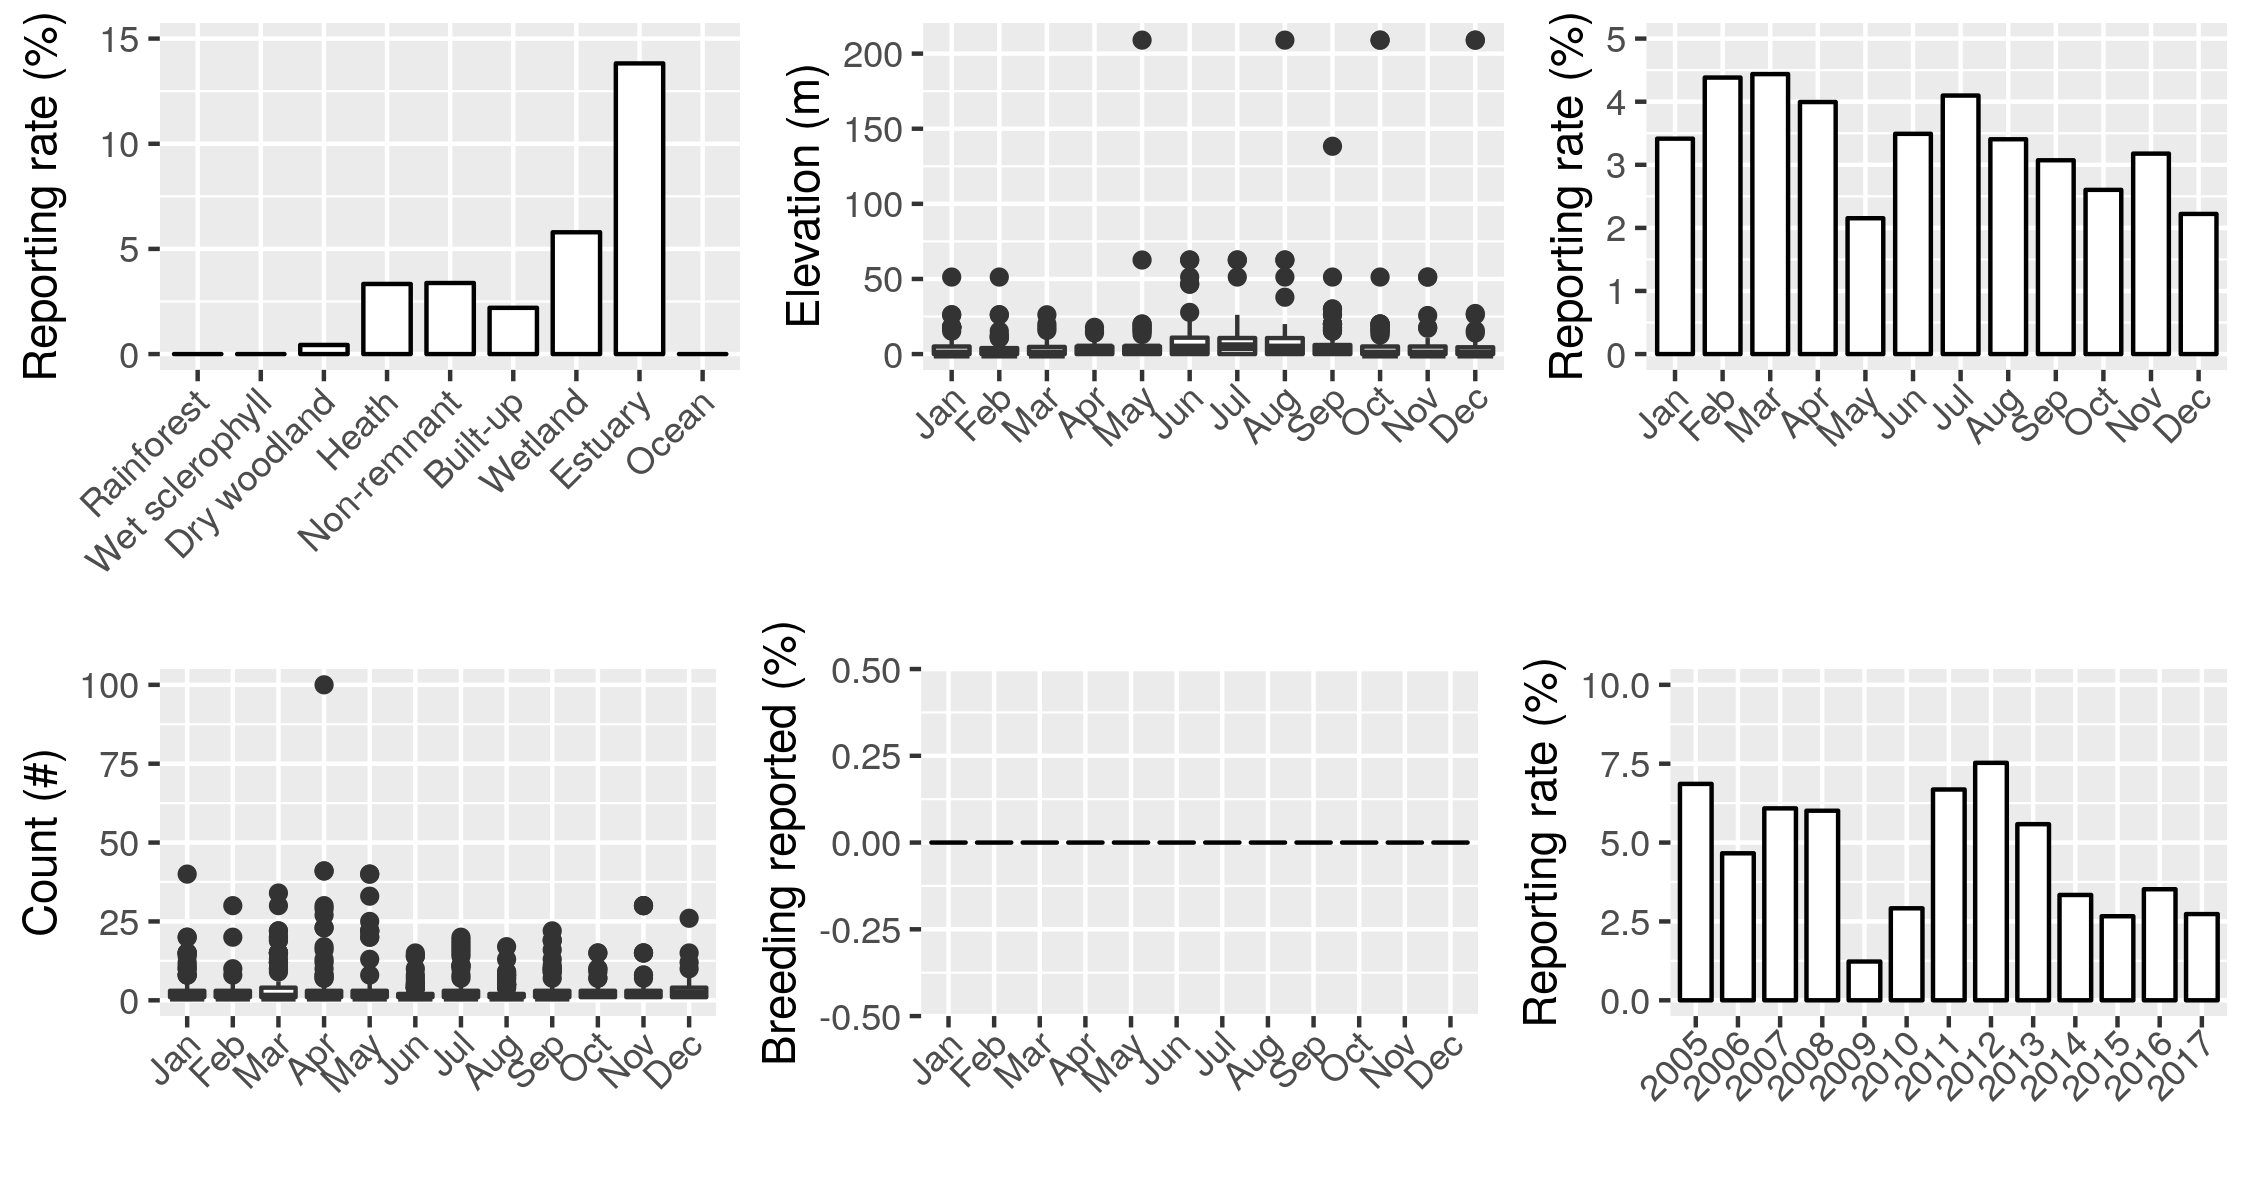 Reporting rate (%)
15
10
5
0
Rainforest
Wet sclerophyll
Dry woodland
Heath
Non-remnant
Built-up
Wetland
Estuary
Ocean
Elevation (m)
200
150
100
50
0
Jan Feb Mar Apr May Jun Jul Aug Sep Oct Nov Dec
Reporting rate (%)
5
4
3
2
1
0
Jan Feb Mar Apr May Jun Jul Aug Sep Oct Nov Dec
Count (#)
100
75
50
25
0
Jan Feb Mar Apr May Jun Jul Aug Sep Oct Nov Dec
Breeding reported (%)
0.50
0.25
0.00
-0.25
-0.50
Jan Feb Mar Apr May Jun Jul Aug Sep Oct Nov Dec
Reporting rate (%)
10.0
7.5
5.0
2.5
0.0
2005 2006 2007 2008 2009 2010 2011 2012 2013 2014 2015 2016 2017